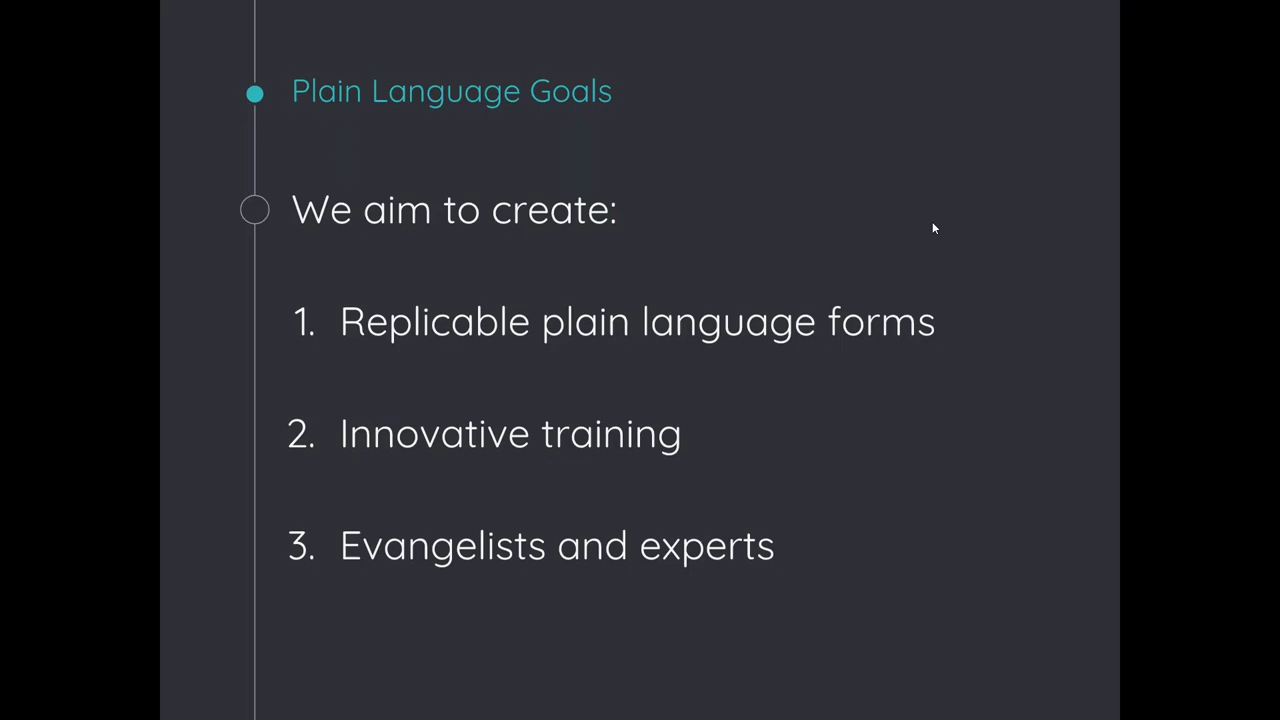 Plain Language Goals
We aim to create:
1. Replicable plain language forms
2. Innovative training
3. Evangelists and experts